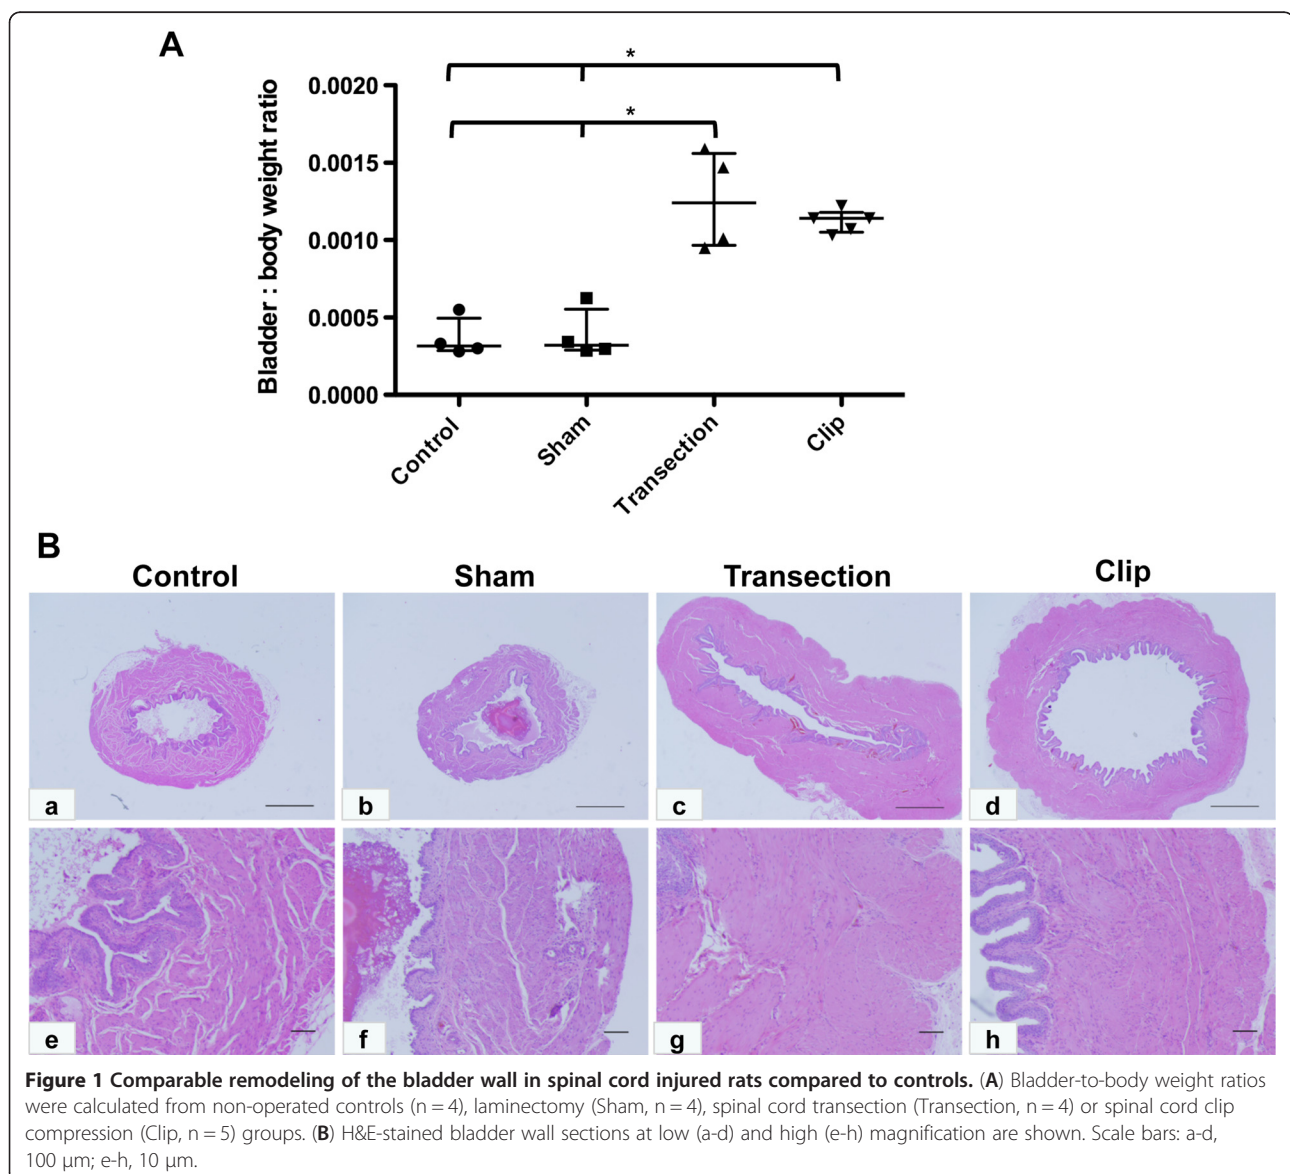 A
*
*
0.0020
0.0015
0.0010
0.0005
0.0000
Bladder : body weight ratio
Control
Sham
Transection
Clip
B
Control Sham Transection Clip
a b c d
e f g h
Figure 1 Comparable remodeling of the bladder wall in spinal cord injured rats compared to controls. (A) Bladder-to-body weight ratios
were calculated from non-operated controls (n = 4), laminectomy (Sham, n = 4), spinal cord transection (Transection, n = 4) or spinal cord clip
compression (Clip, n = 5) groups. (B) H&E-stained bladder wall sections at low (a-d) and high (e-h) magnification are shown. Scale bars: a-d,
100 μm; e-h, 10 μm.